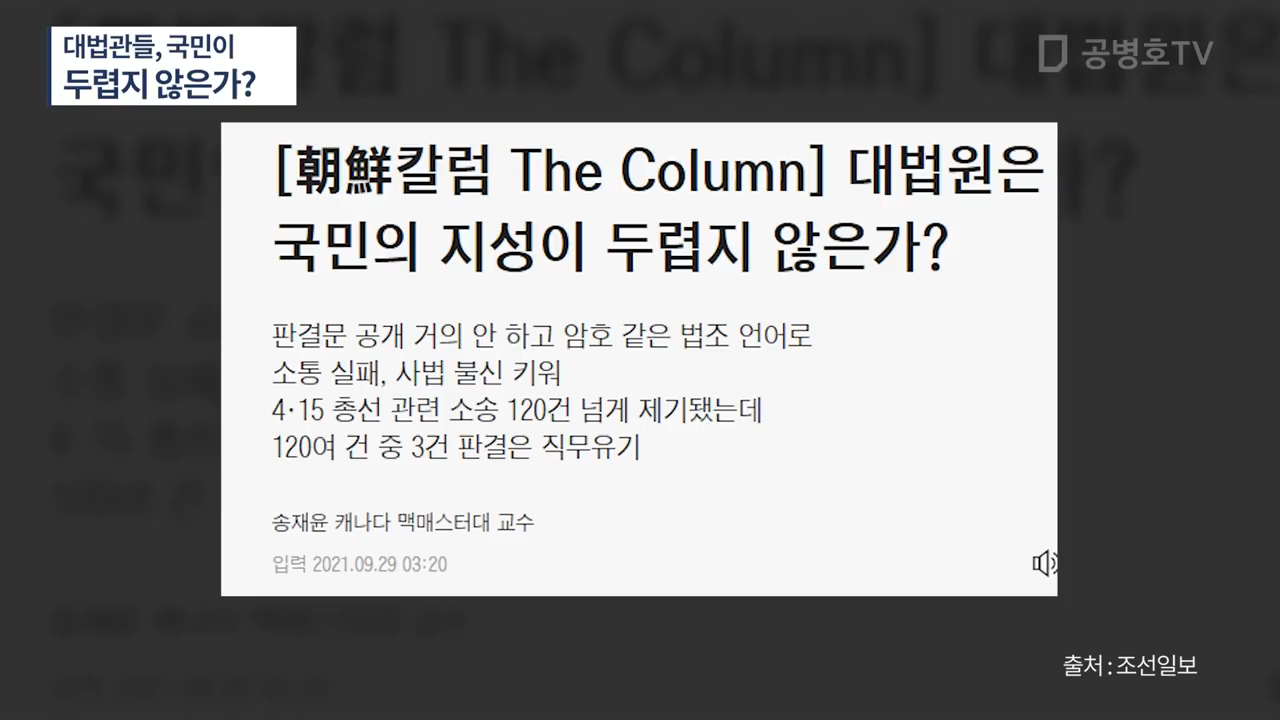 대법관들, 국민이
두렵지 않은가?
공병호TV
[朝鮮칼럼 The Column] 대법원은
국민의 지성이 두렵지 않은가?
판결문 공개 거의 안 하고 암호 같은 법조 언어로
소통 실패, 사법 불신 키워
4·15 총선 관련 소송 120건 넘게 제기됐는데
120여 건 중 3건 판결은 직무유기
송재윤 캐나다 맥매스터대 교수
입력 2021.09.29 03:20
출처 : 조선일보